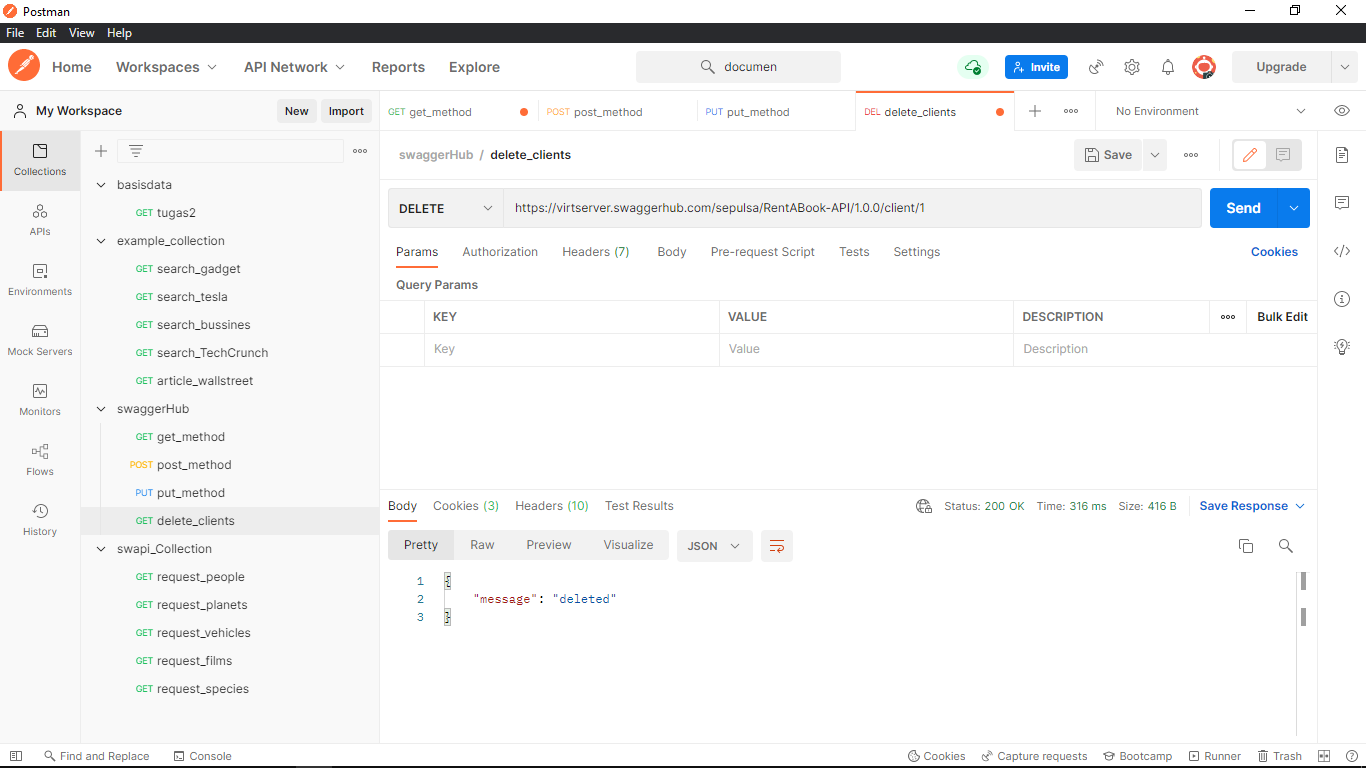 Postman
File Edit View Help
Home Workspaces API Network Reports Explore documen Invite Upgrade
My Workspace New Import
GET get_method POST post_method PUT put_method DEL delete_clients No Environment
Collections
APIs
Environments
Mock Servers
Monitors
Flows
History
basisdata
GET tugas2
example_collection
GET search_gadget
GET search_tesla
GET search_bussines
GET search_TechCrunch
GET article_wallstreet
swaggerHub
GET get_method
POST post_method
PUT put_method
GET delete_clients
swapi_Collection
GET request_people
GET request_planets
GET request_vehicles
GET request_films
GET request_species
swaggerHub / delete_clients Save
DELETE https://virtserver.swaggerhub.com/sepulsa/RentABook-API/1.0.0/client/1 Send
Params Authorization Headers (7) Body Pre-request Script Tests Settings Cookies
Query Params
KEY VALUE DESCRIPTION Bulk Edit
Key Value Description
Body Cookies (3) Headers (10) Test Results Status: 200 OK Time: 316 ms Size: 416 B Save Response
Pretty Raw Preview Visualize JSON
1 {
2 "message": "deleted"
3 }
Find and Replace Console Cookies Capture requests Bootcamp Runner Trash